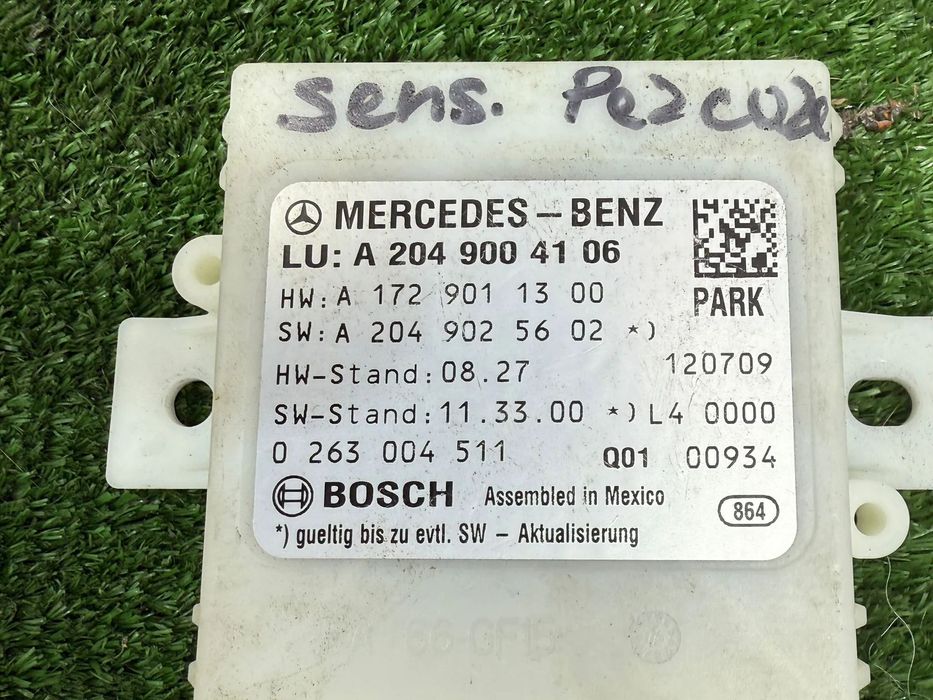 sens.
MERCEDES-BENZ
LU: A 204 900 41 06
HW: A 172 901 13 00
PARK
SW: A 204 902 56 02 *)
HW-Stand: 08.27 120709
SW-Stand: 11.33.00 *) L4 0000
0 263 004 511 Q01 00934
BOSCH Assembled in Mexico 864
*) gueltig bis zu evtl. SW - Aktualisierung